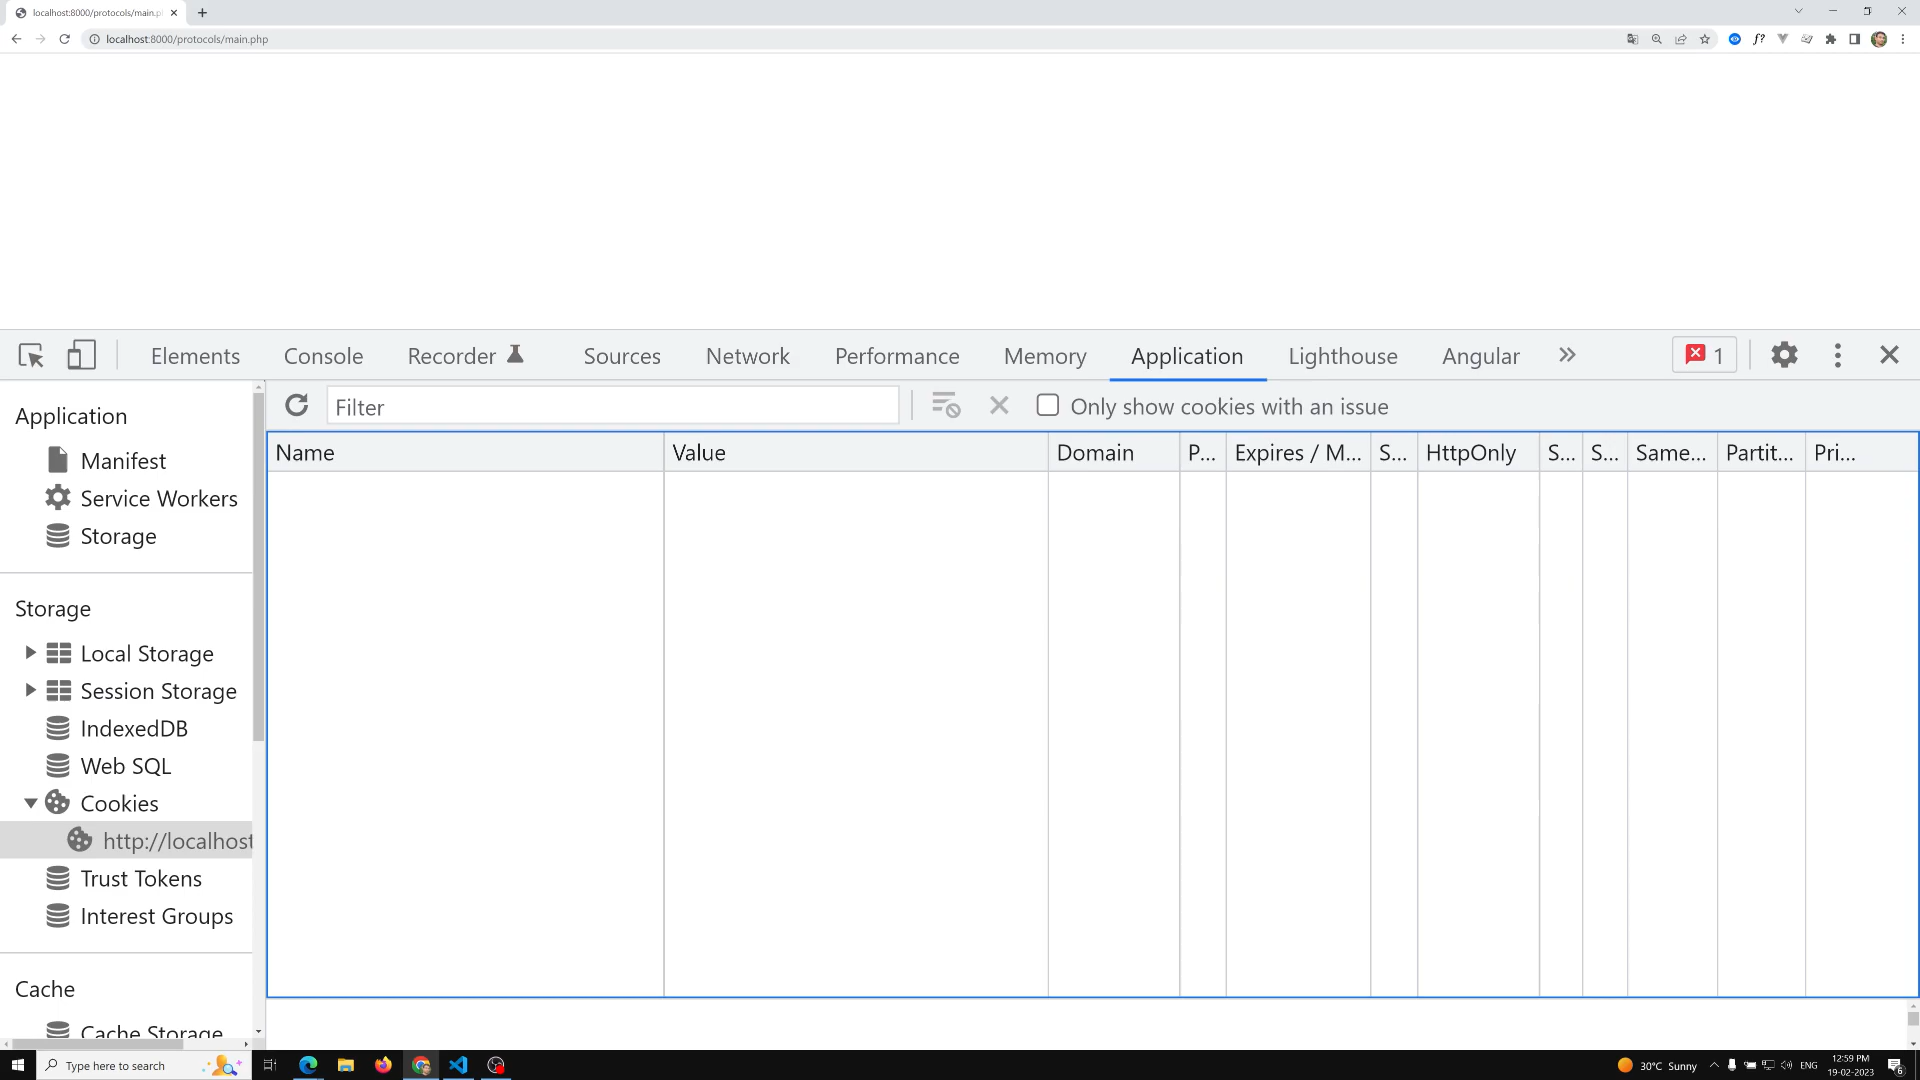 localhost:8000/protocols/main.p
localhost:8000/protocols/main.php
f?
Elements
Console
Recorder
Sources
Network
Performance
Memory
Application
Lighthouse
Angular
1
Application
Manifest
Service Workers
Storage
Storage
Local Storage
Session Storage
IndexedDB
Web SQL
Cookies
http://localhost
Trust Tokens
Interest Groups
Cache
Cache Storage
Filter
Only show cookies with an issue
Name
Value
Domain
P...
Expires / M...
S...
HttpOnly
S...
S...
Same...
Partit...
Pri...
Type here to search
30°C Sunny
ENG
12:59 PM
19-02-2023
6